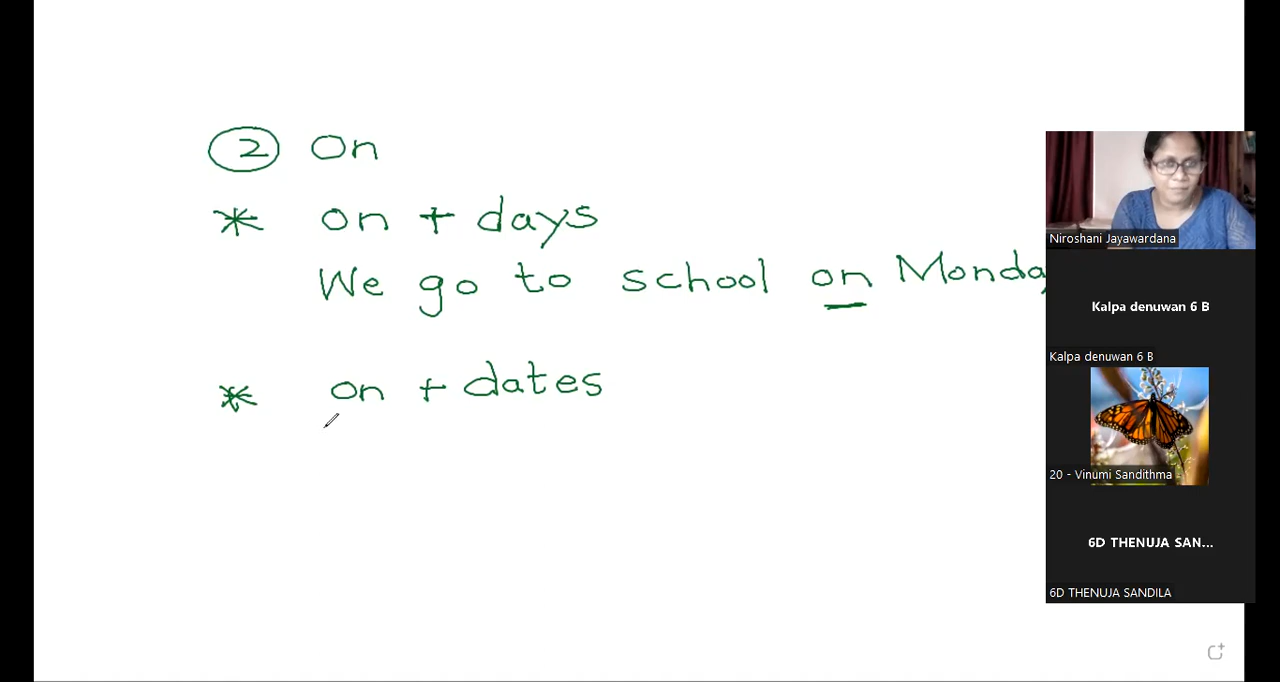 ② On
* on + days
We go to school on Monday
* on + dates
Niroshani Jayawardana
Kalpa denuwan 6 B
Kalpa denuwan 6 B
20 - Vinumi Sandithma
6D THENUJA SAN...
6D THENUJA SANDILA